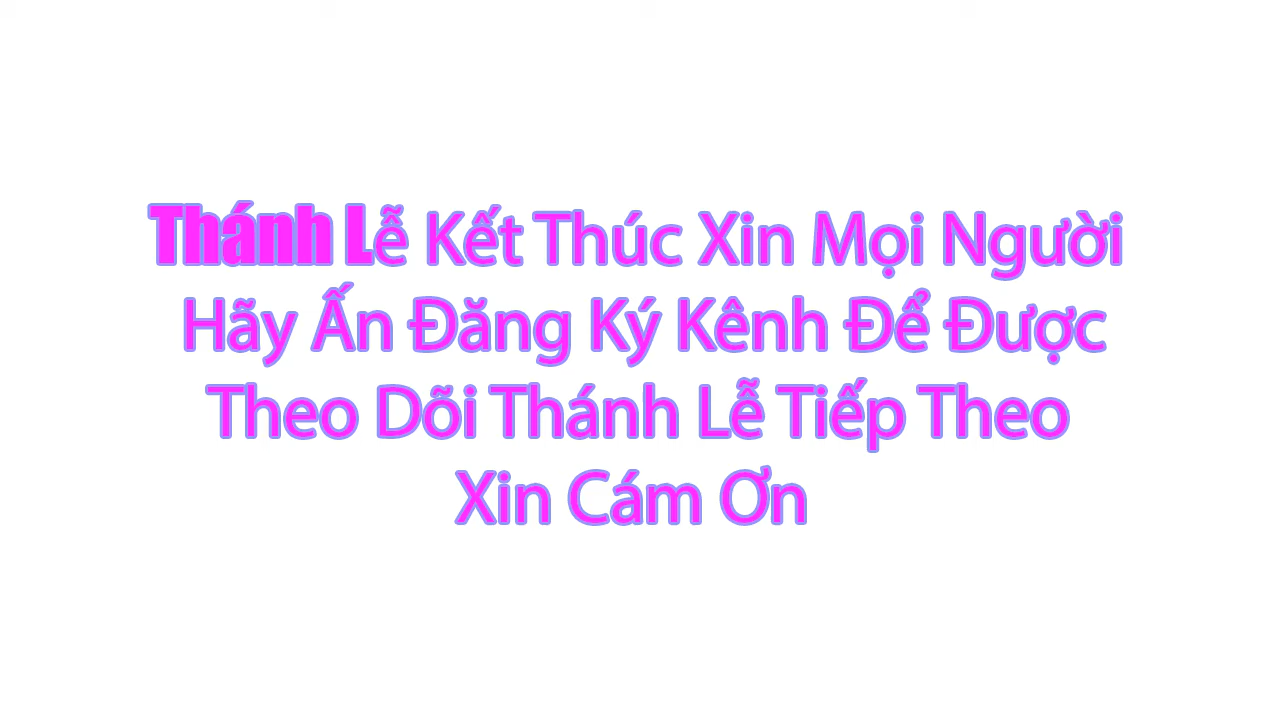 Thánh Lễ Kết Thúc Xin Mọi Người
Hãy Ấn Đăng Ký Kênh Để Được
Theo Dõi Thánh Lễ Tiếp Theo
Xin Cám Ơn